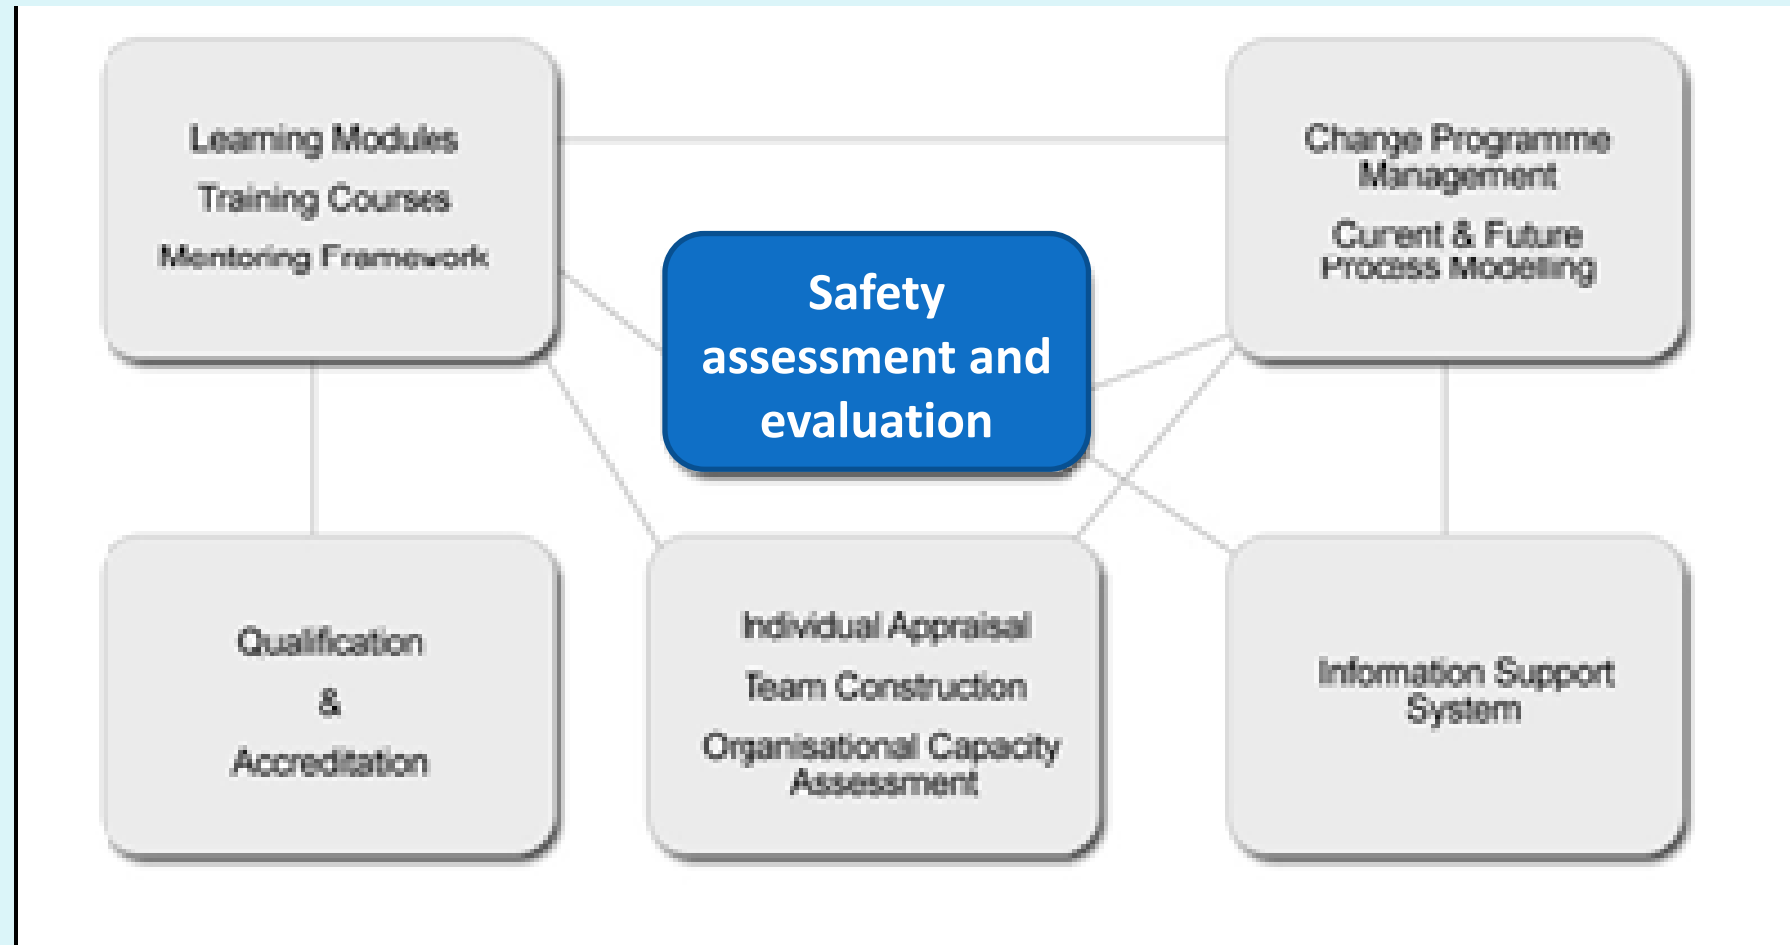 Learning Modules
Training Courses
Mentoring Framework
Change Programme
Management
Current & Future
Process Modelling
Safety
assessment and
evaluation
Qualification
&
Accreditation
Individual Appraisal
Team Construction
Organisational Capacity
Assessment
Information Support
System